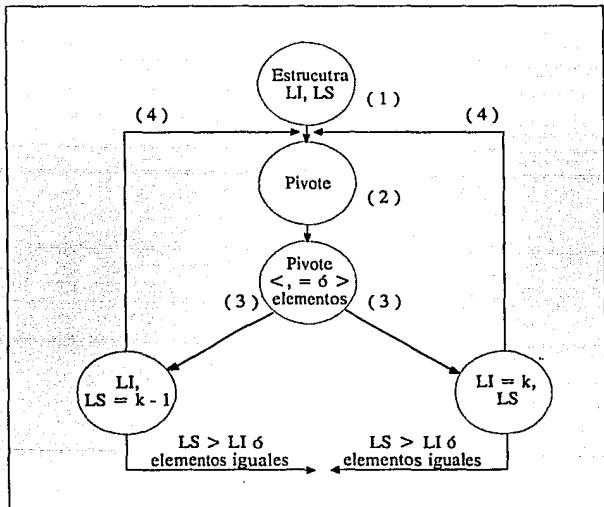 Estrucutra
LI, LS
(1)
(4)
(4)
Pivote
(2)
Pivote
<, = ó >
elementos
(3)
(3)
LI,
LS = k - 1
LI = k,
LS
LS > LI ó
elementos iguales
LS > LI ó
elementos iguales